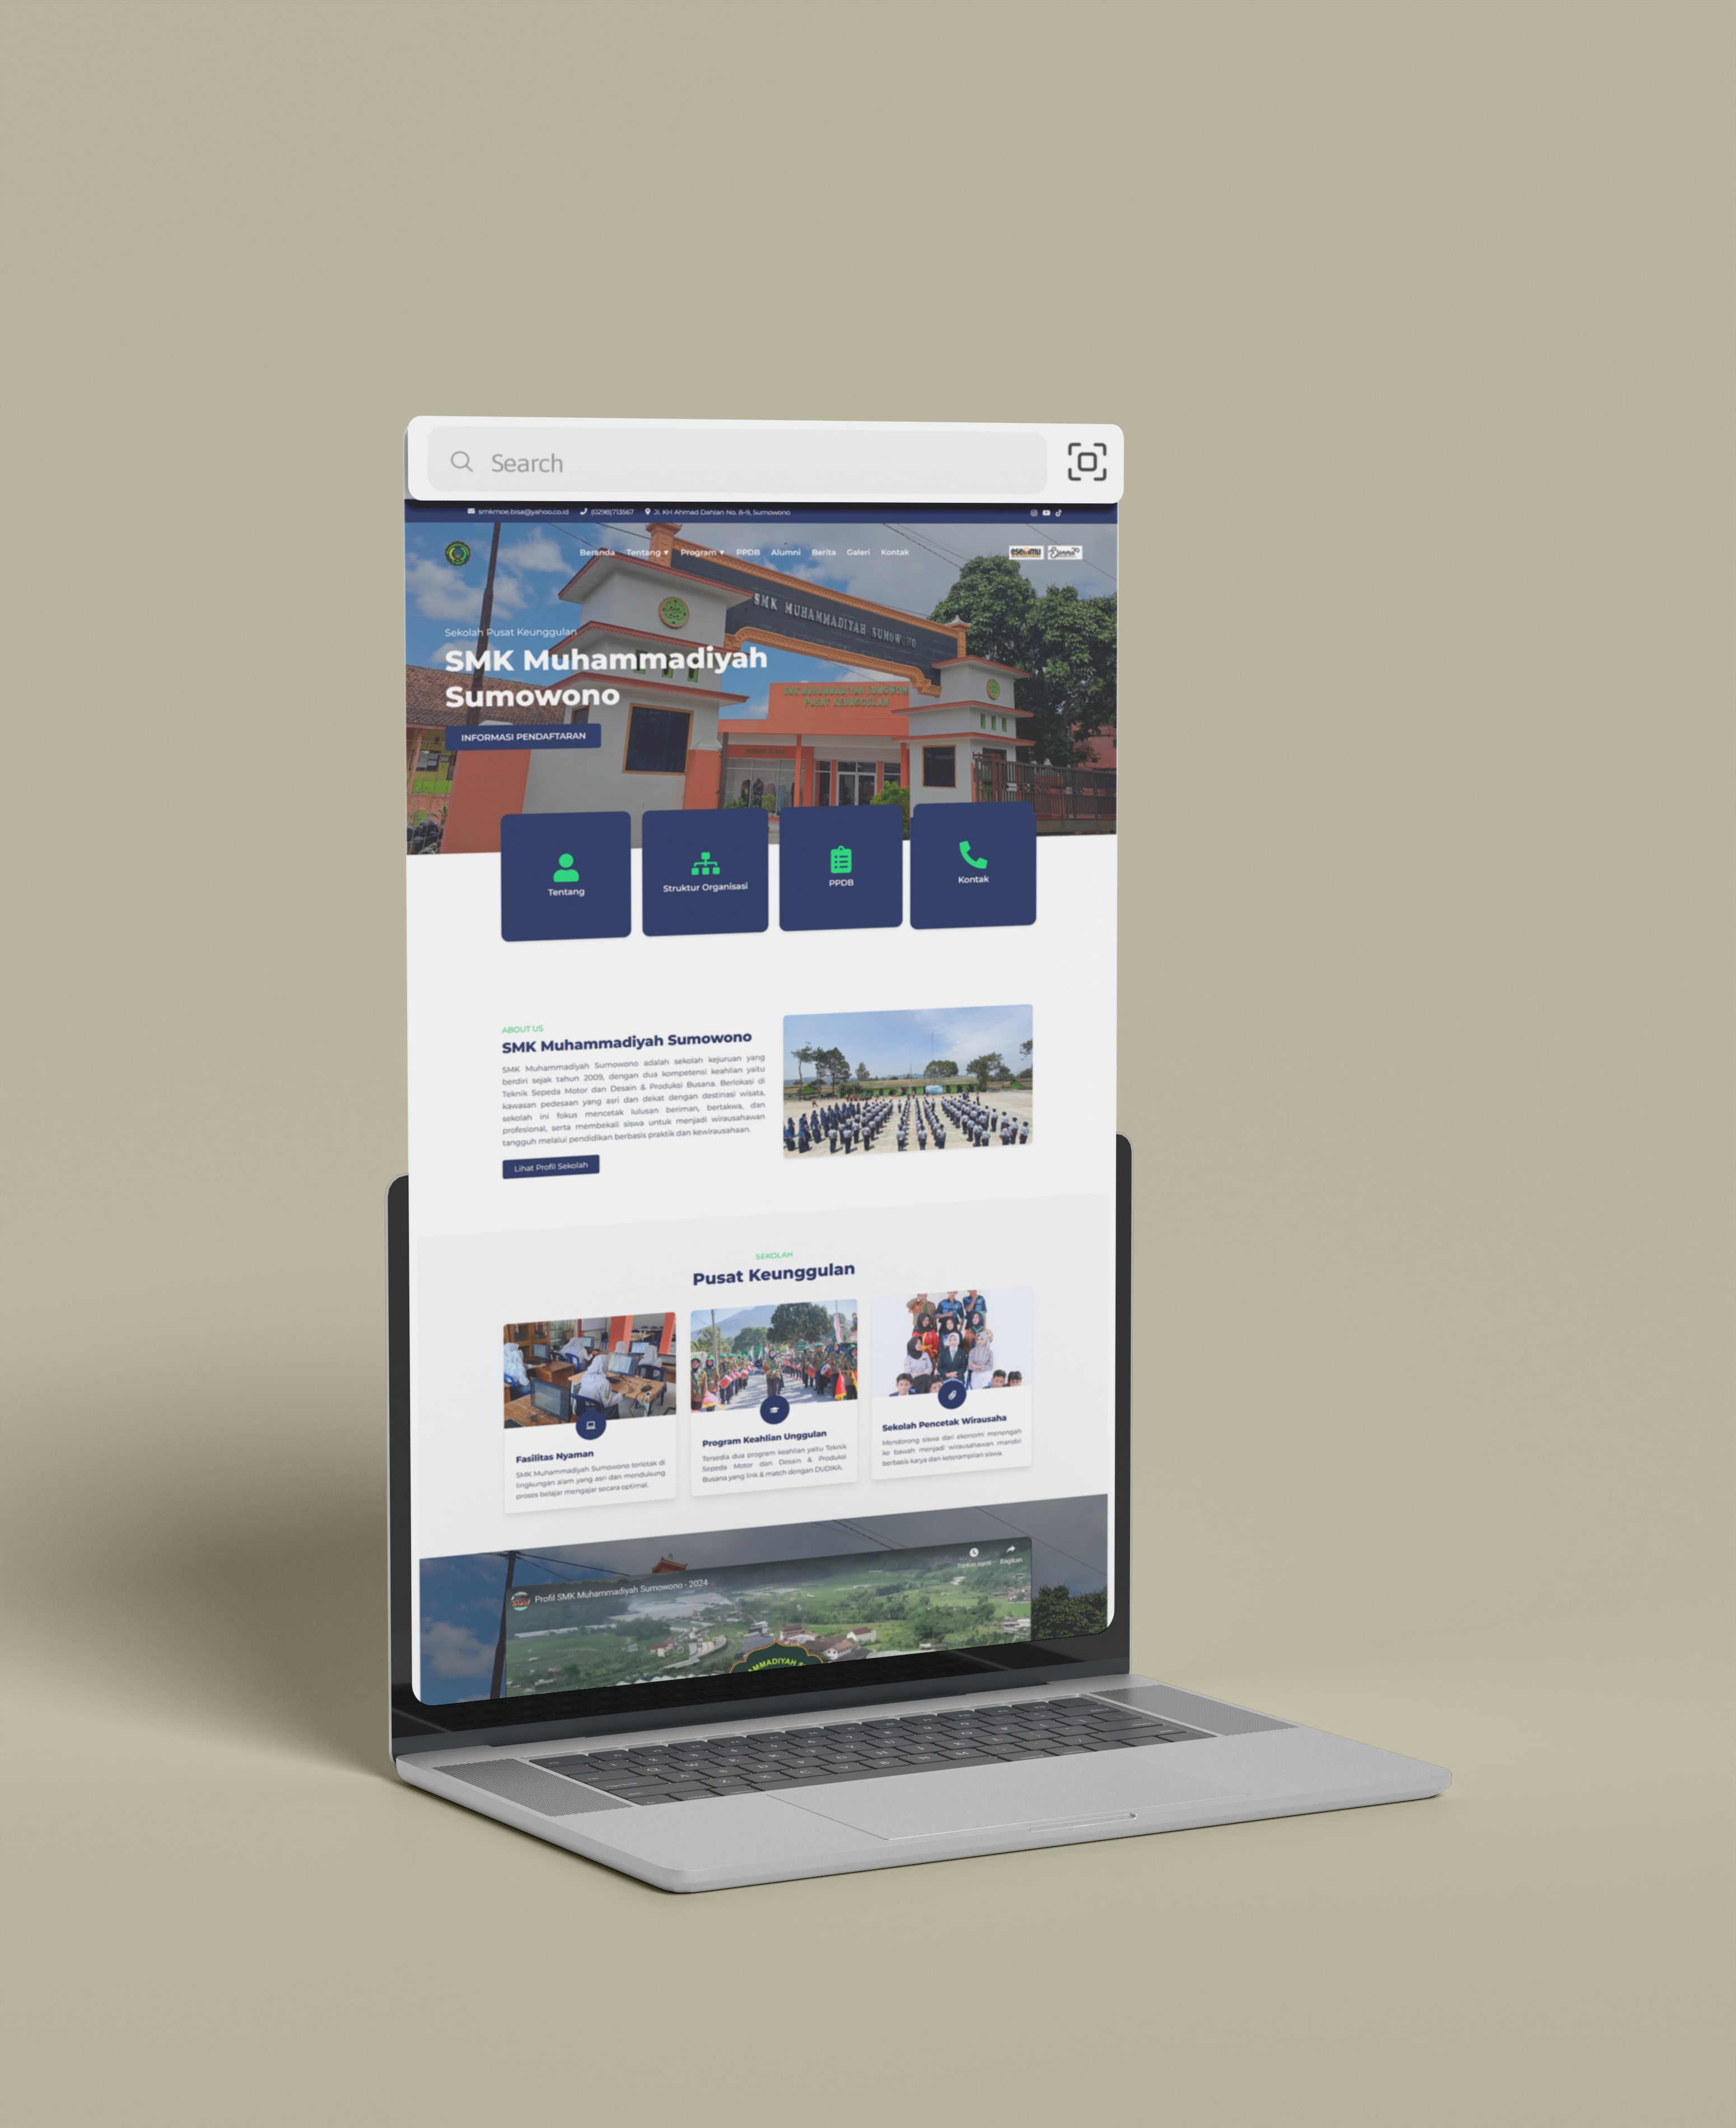 Search
smkmoe.bisa@yahoo.co.id (0298)713567 Jl. KH Ahmad Dahlan No. 8-9, Sumowono
Beranda Tentang ▾ Program ▾ PPDB Alumni Berita Galeri Kontak
SMK MUHAMMADIYAH SUMOWONO
Sekolah Pusat Keunggulan
SMK Muhammadiyah
Sumowono
SMK MUHAMMADIYAH SUMOWONO
PUSAT KEUNGGULAN
INFORMASI PENDAFTARAN
Tentang
Struktur Organisasi
PPDB
Kontak
ABOUT US
SMK Muhammadiyah Sumowono
SMK Muhammadiyah Sumowono adalah sekolah kejuruan yang
berdiri sejak tahun 2009, dengan dua kompetensi keahlian yaitu
Teknik Sepeda Motor dan Desain & Produksi Busana. Berlokasi di
kawasan pedesaan yang asri dan dekat dengan destinasi wisata,
sekolah ini fokus mencetak lulusan beriman, bertakwa, dan
profesional, serta membekali siswa untuk menjadi wirausahawan
tangguh melalui pendidikan berbasis praktik dan kewirausahaan.
Lihat Profil Sekolah
SEKOLAH
Pusat Keunggulan
Fasilitas Nyaman
SMK Muhammadiyah Sumowono terletak di
lingkungan alam yang asri dan mendukung
proses belajar mengajar secara optimal.
Program Keahlian Unggulan
Tersedia dua program keahlian yaitu Teknik
Sepeda Motor dan Desain & Produksi
Busana yang link & match dengan DUDIKA.
Sekolah Pencetak Wirausaha
Mendorong siswa dari ekonomi menengah
ke bawah menjadi wirausahawan mandiri
berbasis karya dan keterampilan siswa.
Profil SMK Muhammadiyah Sumowono - 2024
Tonton nanti Bagikan